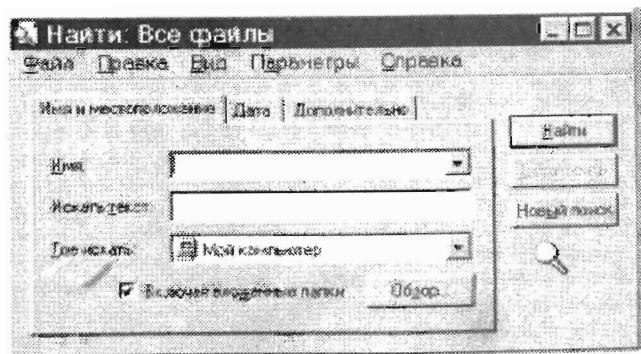 Найти: Все файлы
Файл Правка Вид Параметры Справка
Имя и местоположение Дата Дополнительно
Найти
Имя:
Искать текст:
Новый поиск
Где искать: Мой компьютер
Включая вложенные папки Обзор...